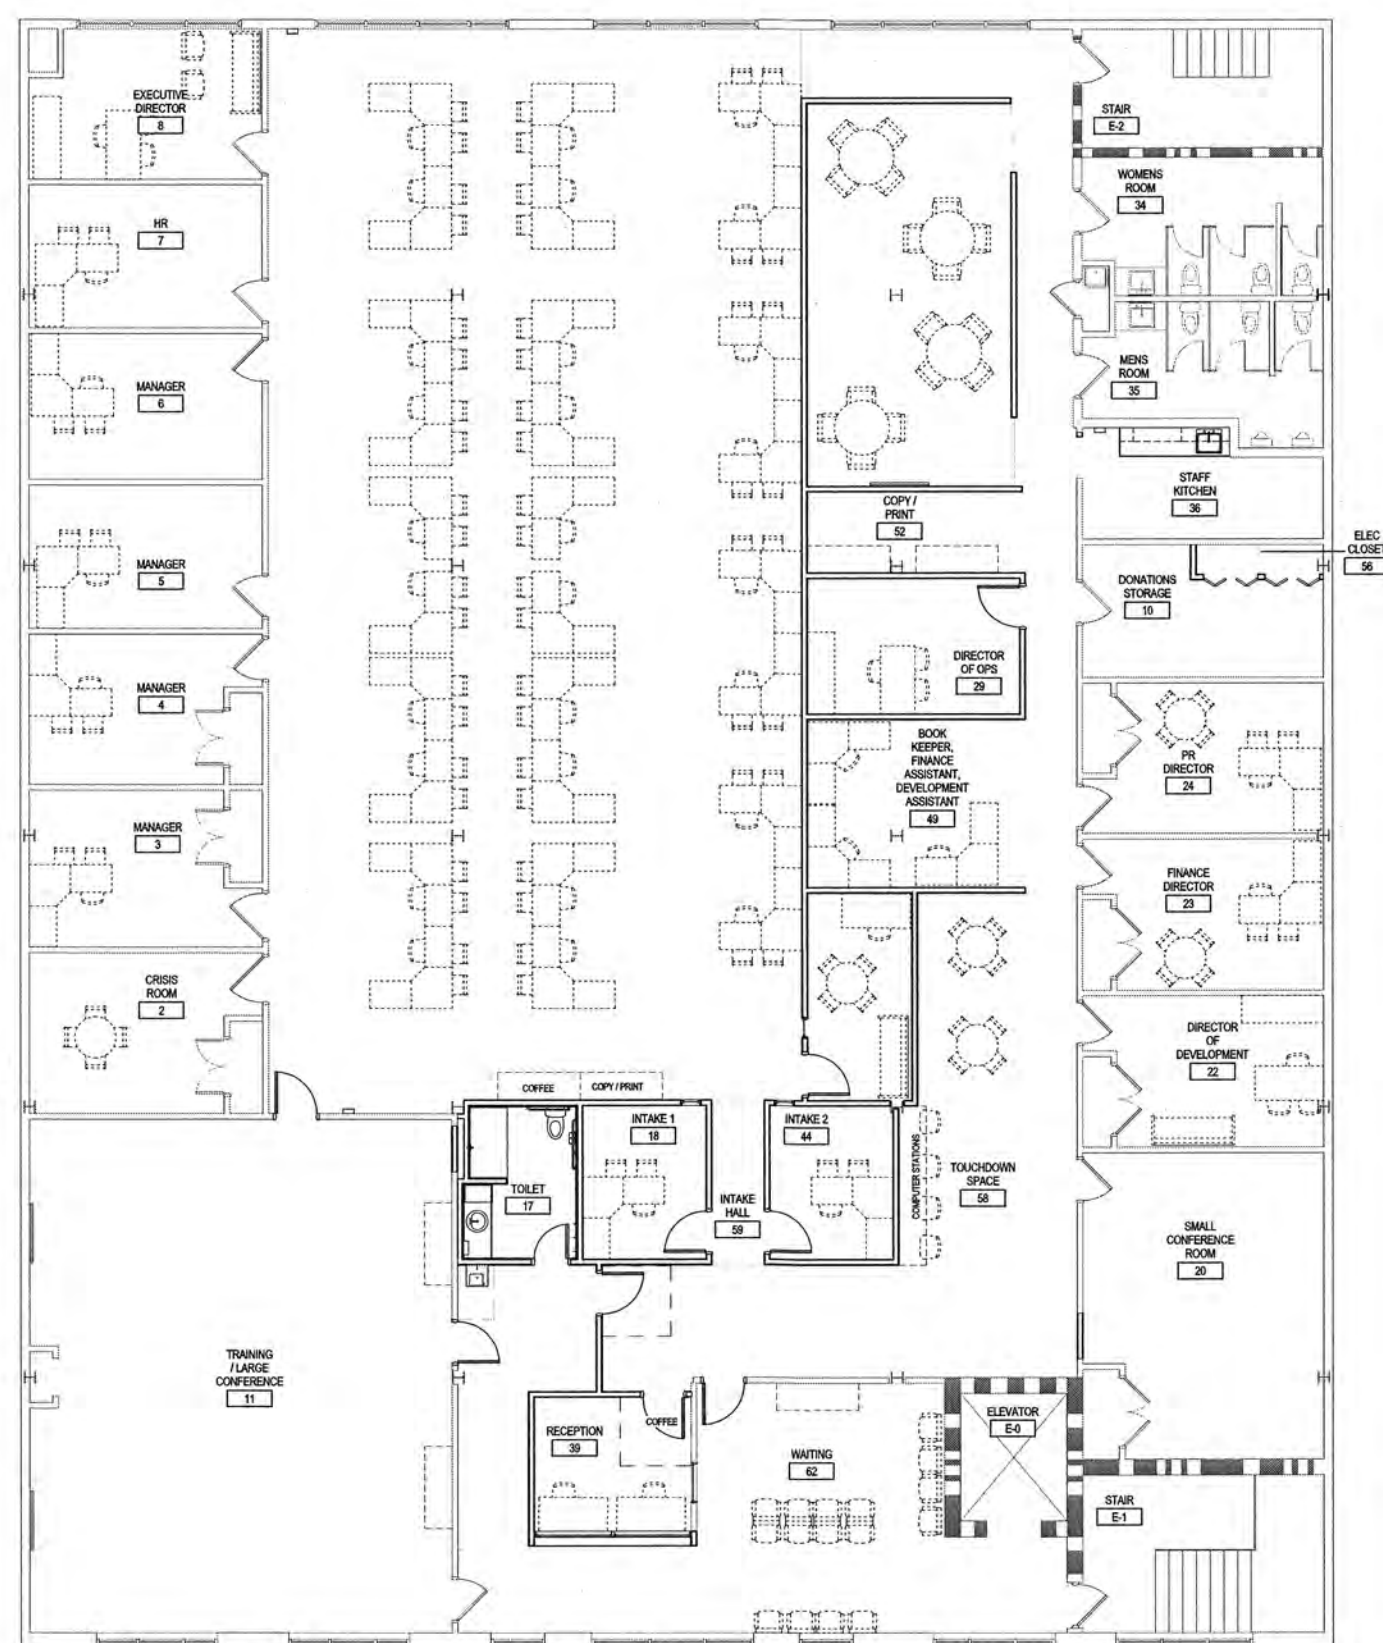 EXECUTIVE
DIRECTOR
8
STAIR
E-2
WOMENS
ROOM
34
HR
7
MENS
ROOM
35
MANAGER
6
STAFF
KITCHEN
36
COPY /
PRINT
52
ELEC
CLOSET
56
MANAGER
5
DONATIONS
STORAGE
10
DIRECTOR
OF OPS
29
MANAGER
4
BOOK
KEEPER,
FINANCE
ASSISTANT,
DEVELOPMENT
ASSISTANT
49
PR
DIRECTOR
24
MANAGER
3
FINANCE
DIRECTOR
23
CRISIS
ROOM
2
DIRECTOR
OF
DEVELOPMENT
22
COFFEE
COPY / PRINT
INTAKE 1
18
INTAKE 2
44
COMPUTER STATIONS
TOUCHDOWN
SPACE
58
TOILET
17
INTAKE
HALL
59
SMALL
CONFERENCE
ROOM
20
TRAINING
/ LARGE
CONFERENCE
11
RECEPTION
39
COFFEE
ELEVATOR
E-0
WAITING
62
STAIR
E-1